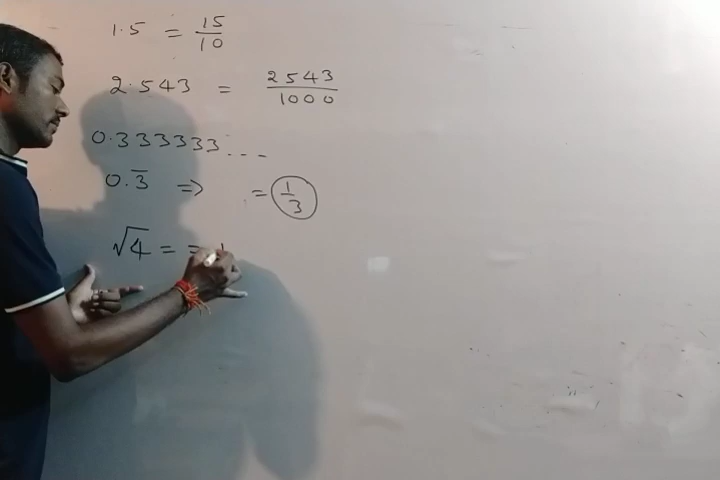 1.5 = 15/10
2.543 = 2543/1000
0.333333...
0.3̅ ⇒ = 1/3
√4 = =